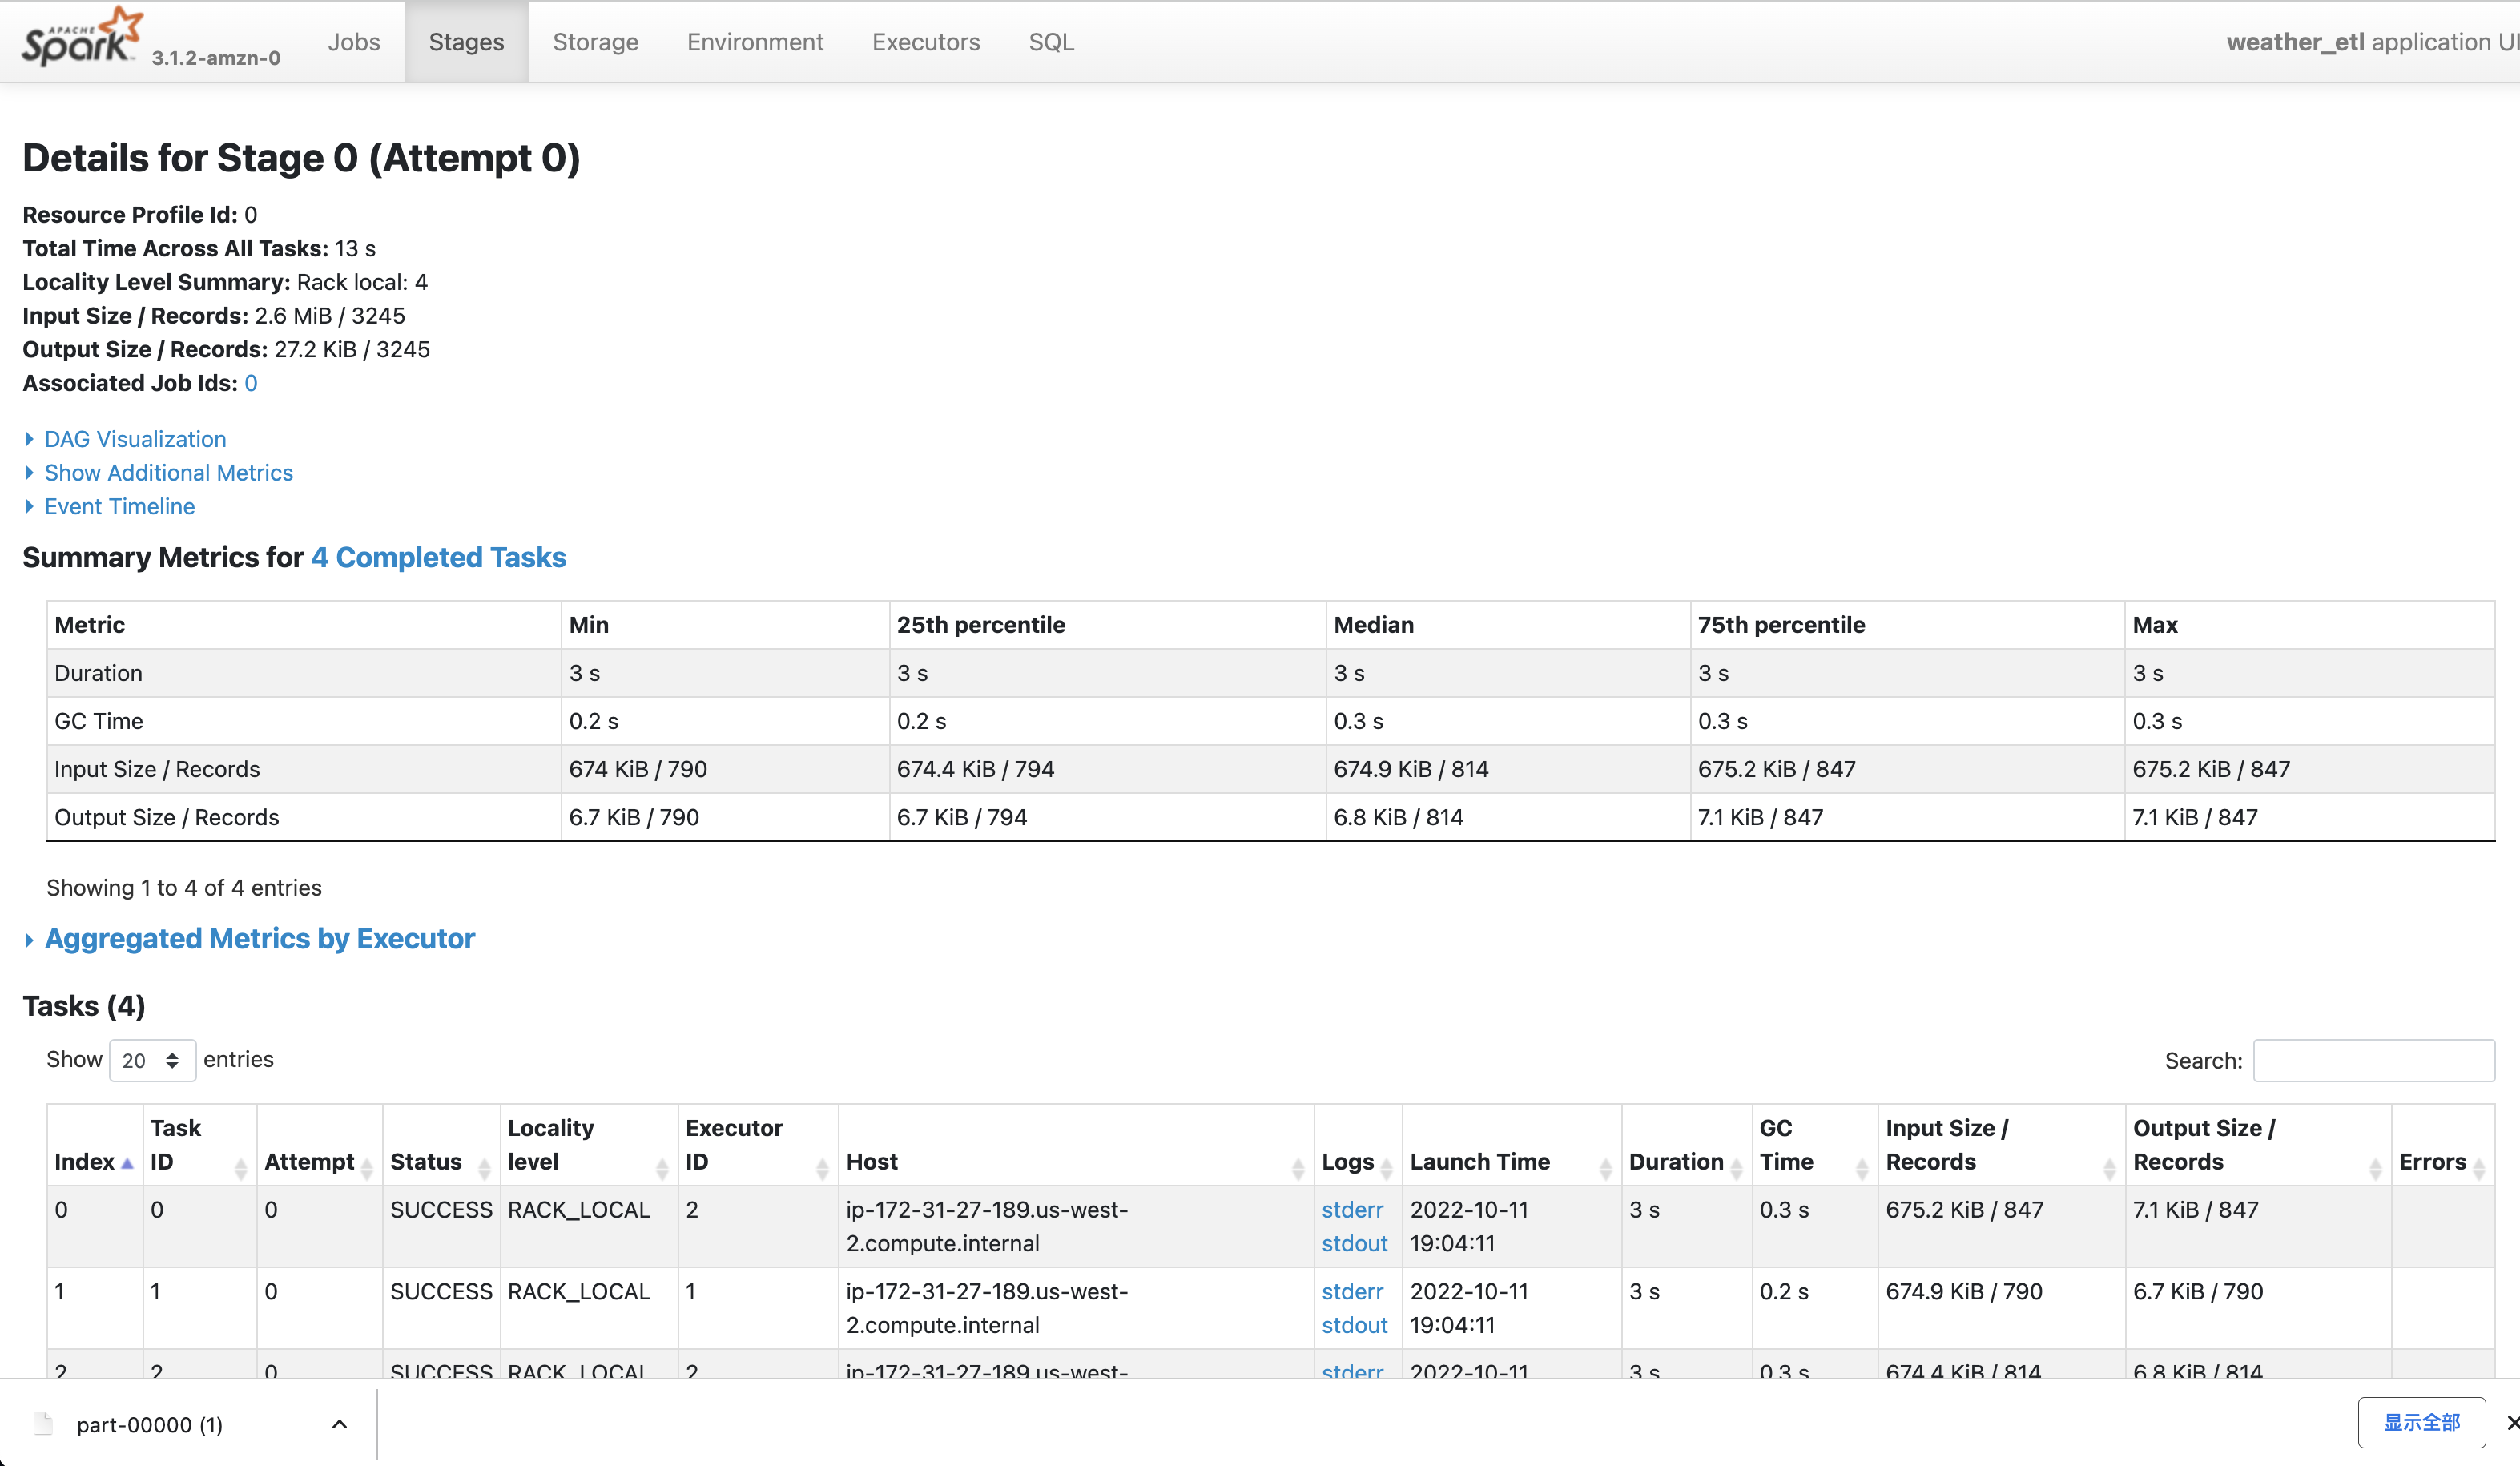 APACHE Spark 3.1.2-amzn-0 Jobs Stages Storage Environment Executors SQL weather_etl application UI
Details for Stage 0 (Attempt 0)
Resource Profile Id: 0
Total Time Across All Tasks: 13 s
Locality Level Summary: Rack local: 4
Input Size / Records: 2.6 MiB / 3245
Output Size / Records: 27.2 KiB / 3245
Associated Job Ids: 0
DAG Visualization
Show Additional Metrics
Event Timeline
Summary Metrics for 4 Completed Tasks
Metric Min 25th percentile Median 75th percentile Max
Duration 3 s 3 s 3 s 3 s 3 s
GC Time 0.2 s 0.2 s 0.3 s 0.3 s 0.3 s
Input Size / Records 674 KiB / 790 674.4 KiB / 794 674.9 KiB / 814 675.2 KiB / 847 675.2 KiB / 847
Output Size / Records 6.7 KiB / 790 6.7 KiB / 794 6.8 KiB / 814 7.1 KiB / 847 7.1 KiB / 847
Showing 1 to 4 of 4 entries
Aggregated Metrics by Executor
Tasks (4)
Show 20 entries Search:
Task Locality Executor GC Input Size / Output Size /
Index ID Attempt Status level ID Host Logs Launch Time Duration Time Records Records Errors
0 0 0 SUCCESS RACK_LOCAL 2 ip-172-31-27-189.us-west- stderr 2022-10-11 3 s 0.3 s 675.2 KiB / 847 7.1 KiB / 847
2.compute.internal stdout 19:04:11
1 1 0 SUCCESS RACK_LOCAL 1 ip-172-31-27-189.us-west- stderr 2022-10-11 3 s 0.2 s 674.9 KiB / 790 6.7 KiB / 790
2.compute.internal stdout 19:04:11
2 2 0 SUCCESS RACK_LOCAL 2 ip-172-31-27-189.us-west- stderr 2022-10-11 3 s 0.3 s 674.4 KiB / 814 6.8 KiB / 814
part-00000 (1) 显示全部